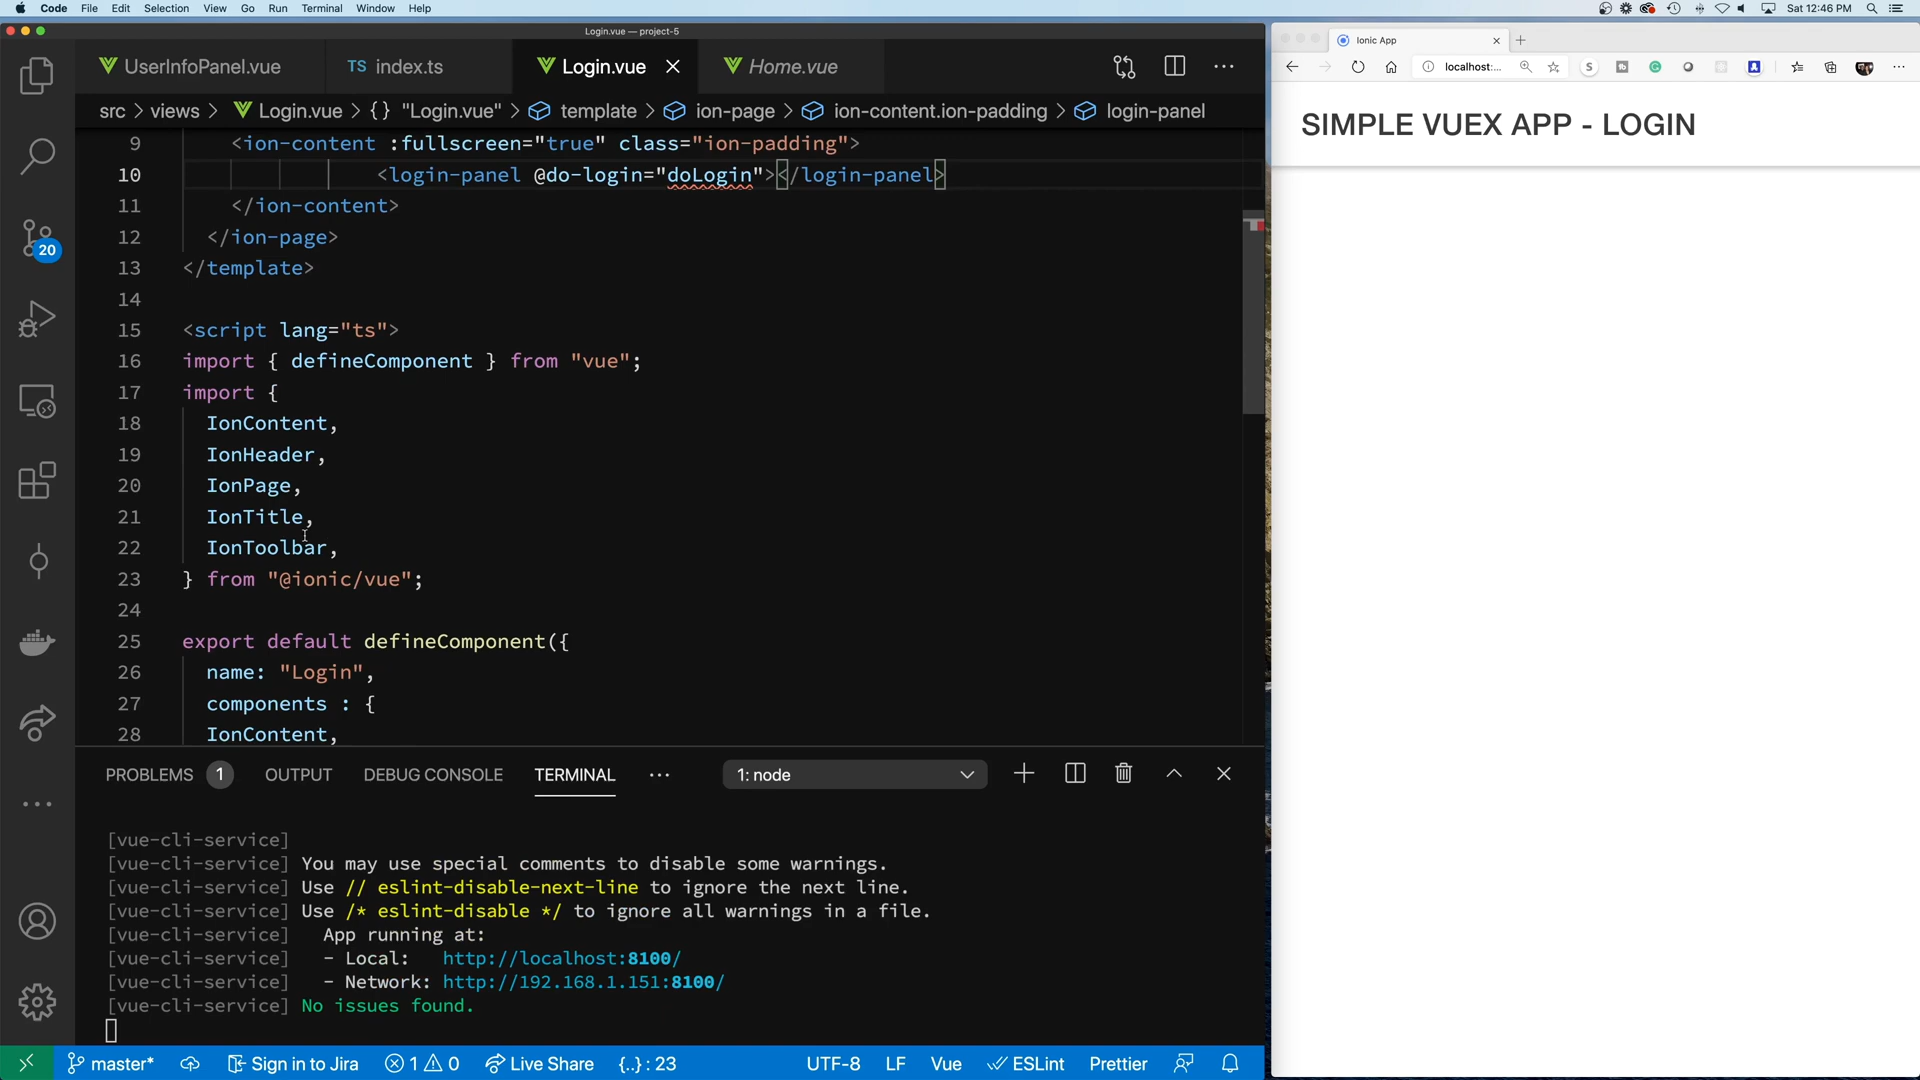 Code File Edit Selection View Go Run Terminal Window Help
Sat 12:46 PM
Login.vue — project-5
UserInfoPanel.vue
TS index.ts
Login.vue
Home.vue
src > views > Login.vue > {} "Login.vue" > template > ion-page > ion-content.ion-padding > login-panel
9 <ion-content :fullscreen="true" class="ion-padding">
10 <login-panel @do-login="doLogin"></login-panel>
11 </ion-content>
12 </ion-page>
13 </template>
14
15 <script lang="ts">
16 import { defineComponent } from "vue";
17 import {
18 IonContent,
19 IonHeader,
20 IonPage,
21 IonTitle,
22 IonToolbar,
23 } from "@ionic/vue";
24
25 export default defineComponent({
26 name: "Login",
27 components : {
28 IonContent,
20
PROBLEMS 1 OUTPUT DEBUG CONSOLE TERMINAL ··· 1: node
[vue-cli-service]
[vue-cli-service] You may use special comments to disable some warnings.
[vue-cli-service] Use // eslint-disable-next-line to ignore the next line.
[vue-cli-service] Use /* eslint-disable */ to ignore all warnings in a file.
[vue-cli-service] App running at:
[vue-cli-service] - Local: http://localhost:8100/
[vue-cli-service] - Network: http://192.168.1.151:8100/
[vue-cli-service] No issues found.
master* Sign in to Jira 1 0 Live Share {..} : 23 UTF-8 LF Vue ESLint Prettier
Ionic App
localhost:...
S
SIMPLE VUEX APP - LOGIN